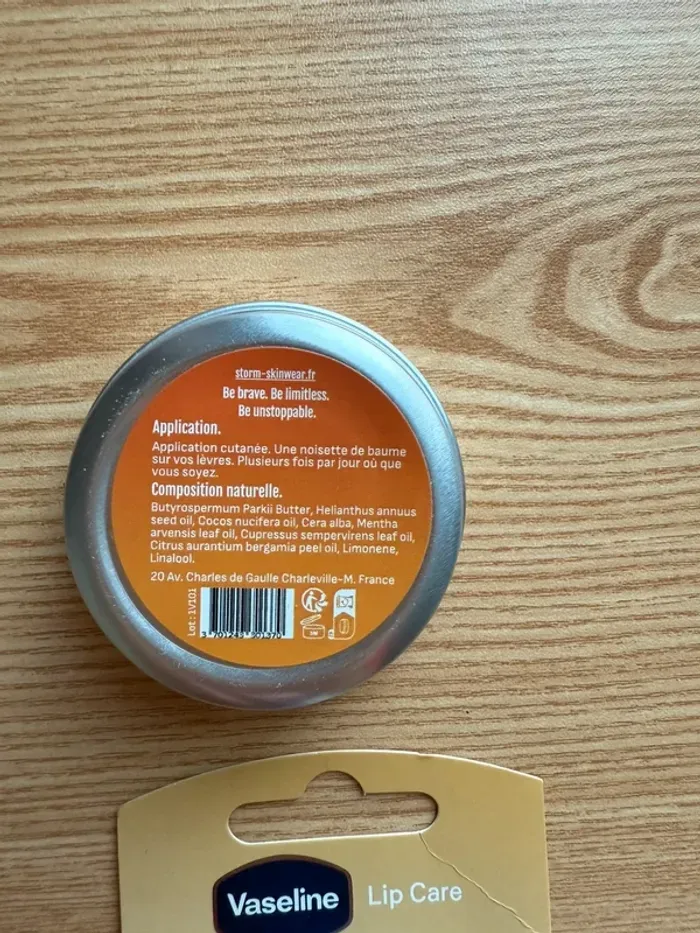 storm-skinwear.fr
Be brave. Be limitless.
Be unstoppable.
Application.
Application cutanée. Une noisette de baume
sur vos lèvres. Plusieurs fois par jour où que
vous soyez.
Composition naturelle.
Butyrospermum Parkii Butter, Helianthus annuus
seed oil, Cocos nucifera oil, Cera alba, Mentha
arvensis leaf oil, Cupressus sempervirens leaf oil,
Citrus aurantium bergamia peel oil, Limonene,
Linalool.
20 Av. Charles de Gaulle Charleville-M. France
Lot : 1V101
Vaseline
Lip Care